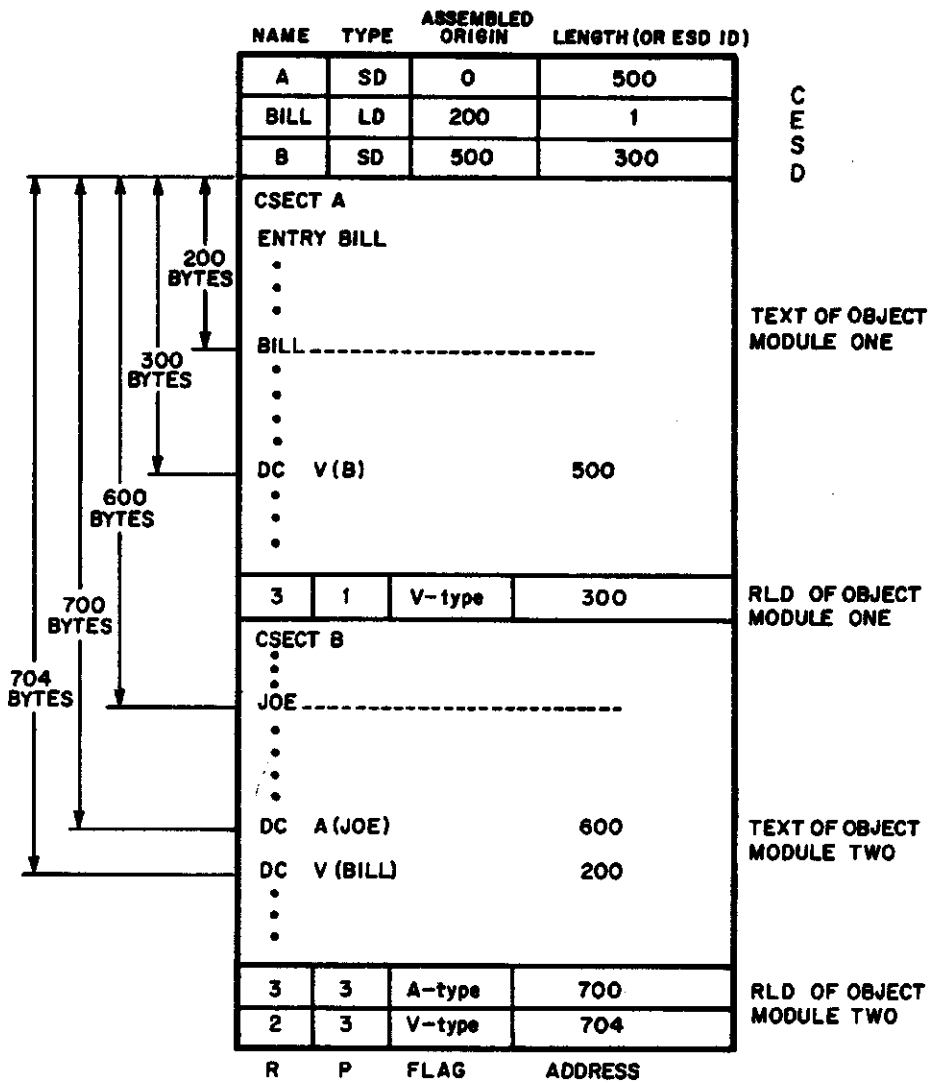 NAME TYPE ASSEMBLED ORIGIN LENGTH (OR ESD ID)
A SD 0 500
BILL LD 200 1
B SD 500 300
C
E
S
D
CSECT A
ENTRY BILL
200
BYTES
BILL
300
BYTES
TEXT OF OBJECT
MODULE ONE
DC V (B) 500
600
BYTES
3 1 V-type 300
RLD OF OBJECT
MODULE ONE
700
BYTES
CSECT B
704
BYTES
JOE
DC A (JOE) 600
DC V (BILL) 200
TEXT OF OBJECT
MODULE TWO
3 3 A-type 700
2 3 V-type 704
RLD OF OBJECT
MODULE TWO
R P FLAG ADDRESS